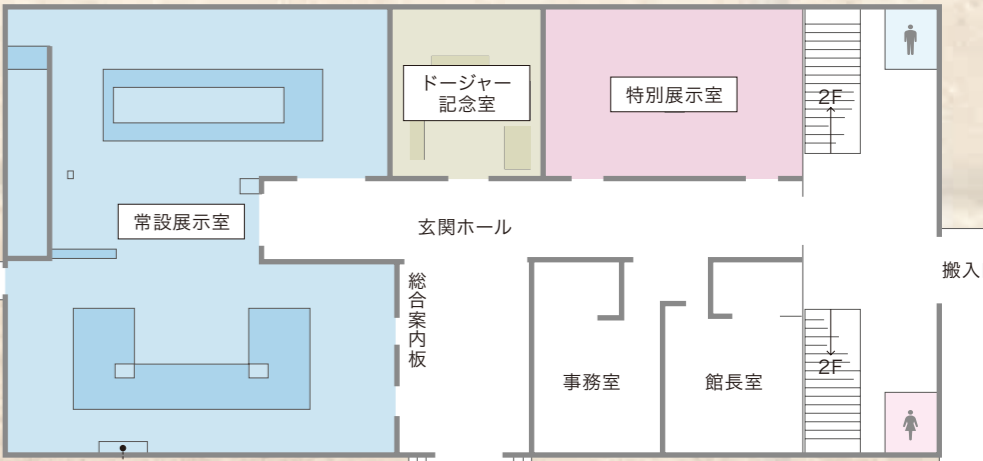 ドージャー
記念室
特別展示室
2F
常設展示室
玄関ホール
搬入
総合案内板
事務室
館長室
2F